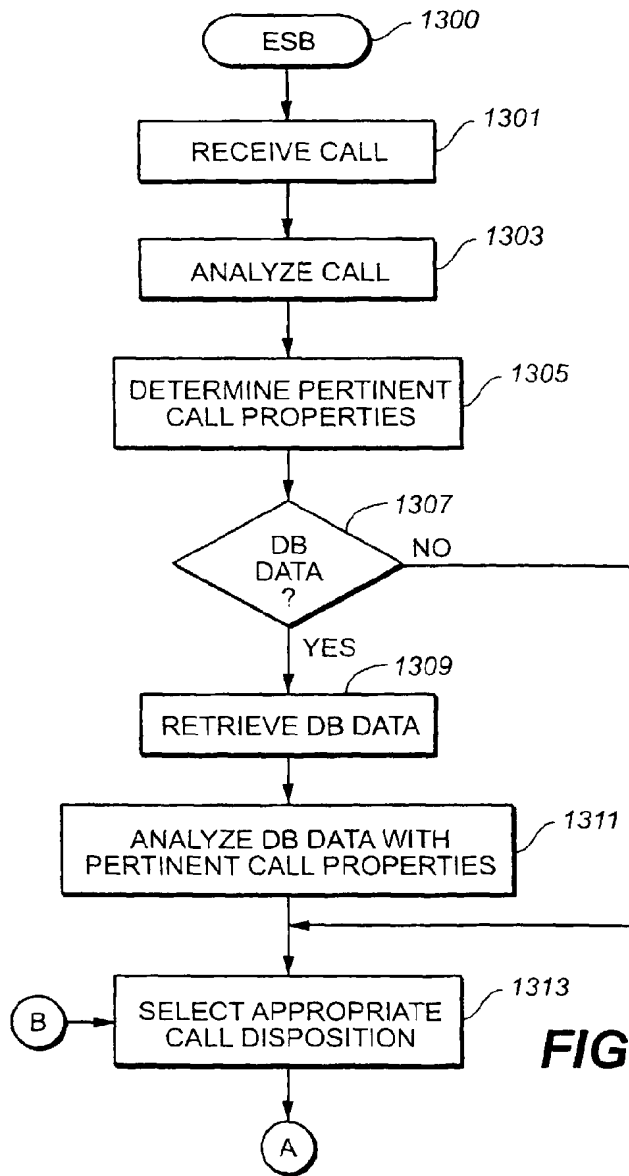 ESB
1300
1301
RECEIVE CALL
1303
ANALYZE CALL
1305
DETERMINE PERTINENT
CALL PROPERTIES
1307
DB
DATA
?
NO
YES
1309
RETRIEVE DB DATA
1311
ANALYZE DB DATA WITH
PERTINENT CALL PROPERTIES
1313
B
SELECT APPROPRIATE
CALL DISPOSITION
FIG
A